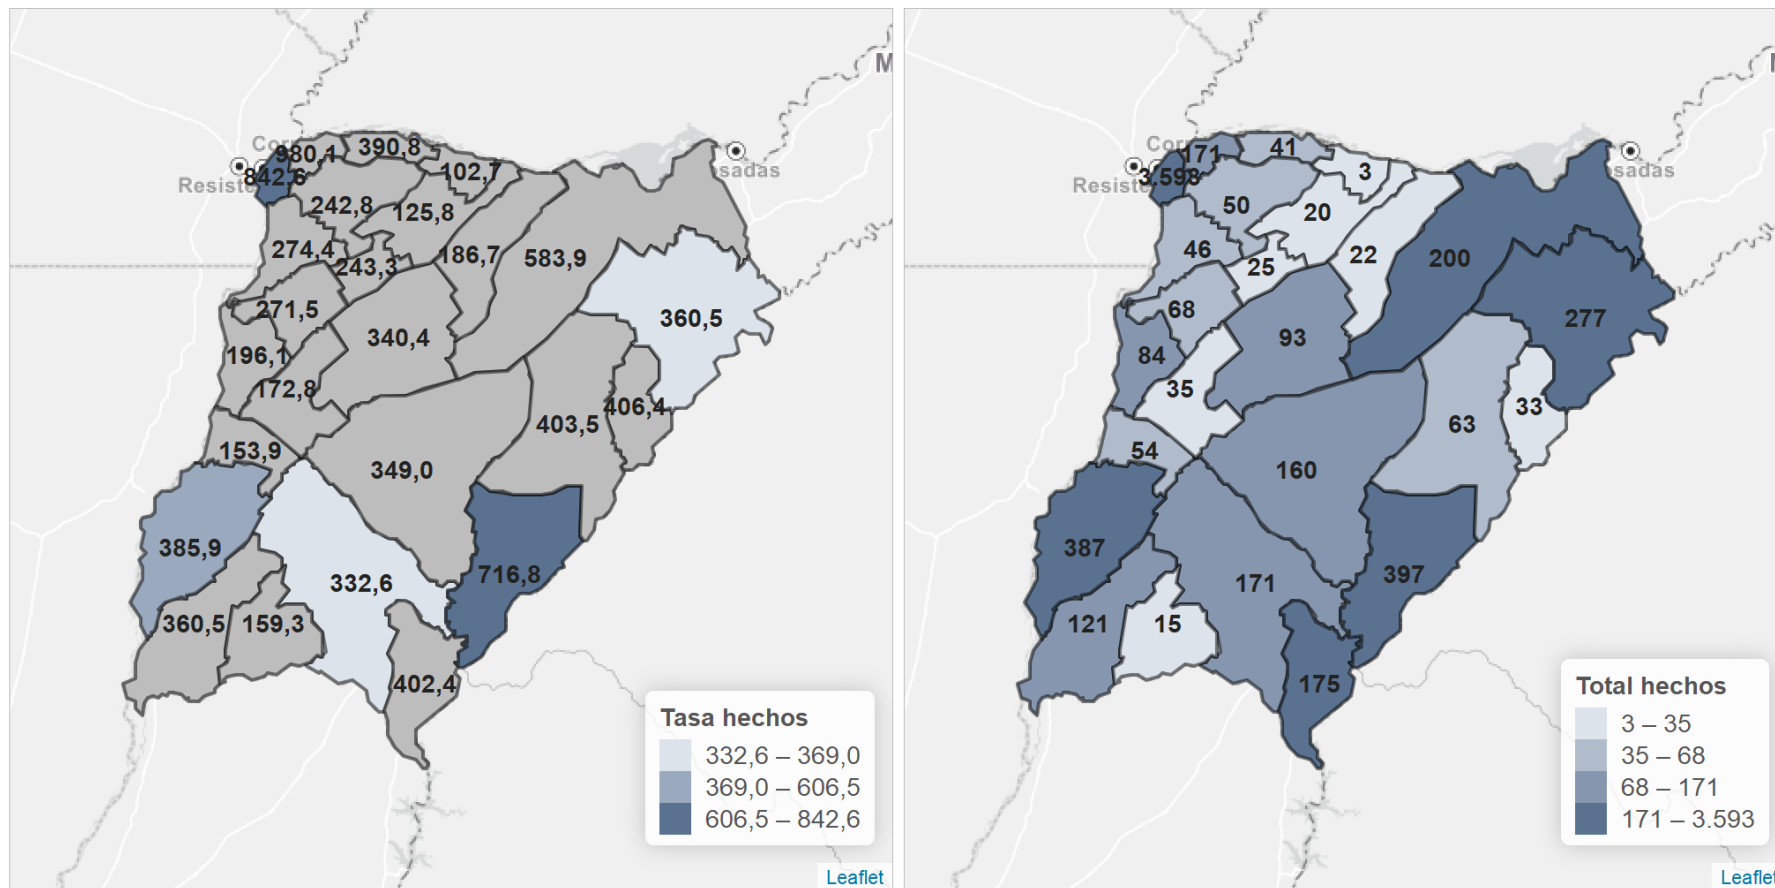 M
Corr
980,1
390,8
842,6
Resiste
osadas
102,7
242,8
125,8
274,4
243,3
186,7
583,9
271,5
360,5
196,1
340,4
172,8
406,4
403,5
153,9
349,0
385,9
716,8
332,6
360,5
159,3
402,4
Tasa hechos
332,6 – 369,0
369,0 – 606,5
606,5 – 842,6
Leaflet
Corr
171
41
3.593
Resiste
osadas
3
50
20
46
25
22
200
68
277
84
93
35
33
63
54
160
387
397
171
121
15
175
Total hechos
3 – 35
35 – 68
68 – 171
171 – 3.593
Leaflet